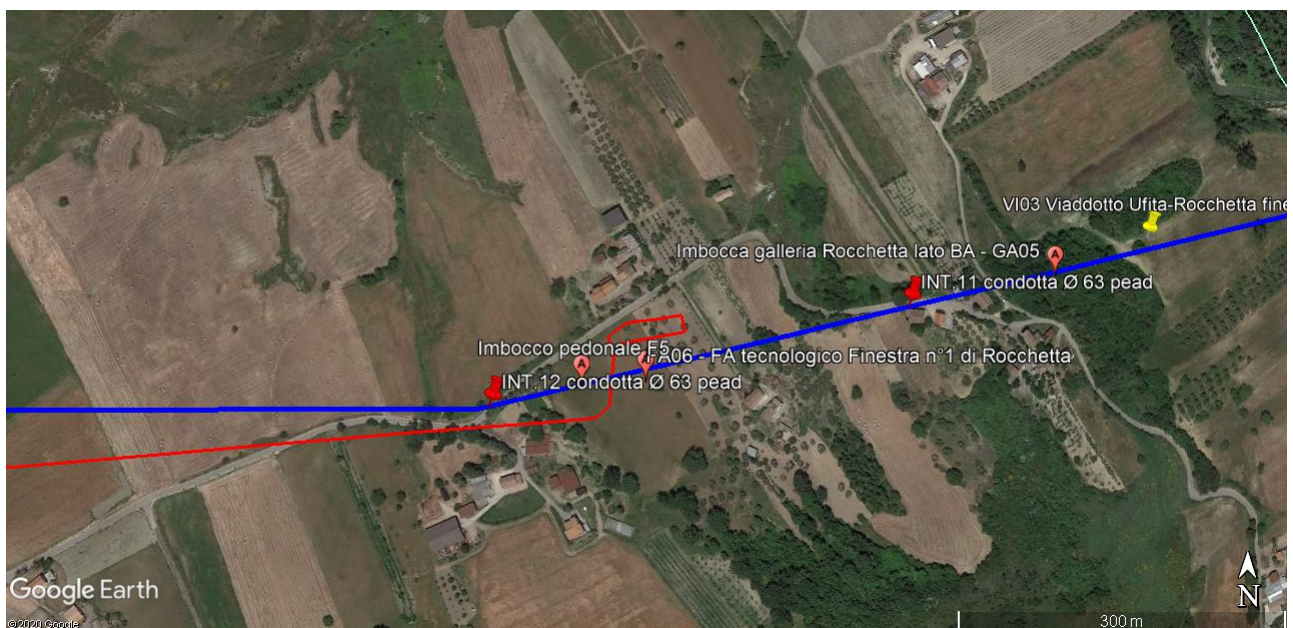 VI03 Viaddotto Ufita-Rocchetta fine
Imbocca galleria Rocchetta lato BA - GA05
INT.11 condotta Ø 63 pead
Imbocco pedonale F5
FA06 - FA tecnologico Finestra n°1 di Rocchetta
INT.12 condotta Ø 63 pead
Google Earth
©2020 Google
N
300 m